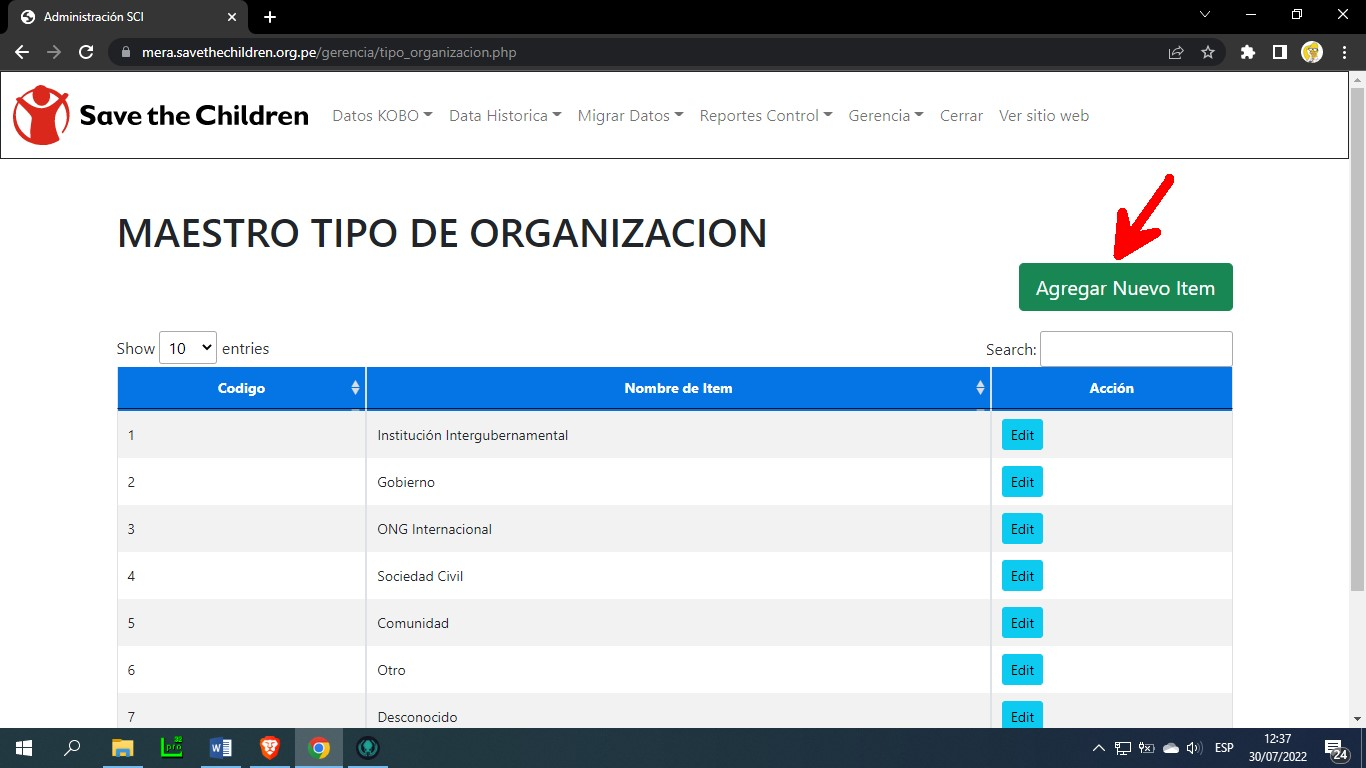 Administración SCI
mera.savethechildren.org.pe/gerencia/tipo_organizacion.php
Save the Children Datos KOBO Data Historica Migrar Datos Reportes Control Gerencia Cerrar Ver sitio web
MAESTRO TIPO DE ORGANIZACION
Agregar Nuevo Item
Show 10 entries Search:
Codigo Nombre de Item Acción
1 Institución Intergubernamental Edit
2 Gobierno Edit
3 ONG Internacional Edit
4 Sociedad Civil Edit
5 Comunidad Edit
6 Otro Edit
7 Desconocido Edit
ESP 12:37
30/07/2022 24